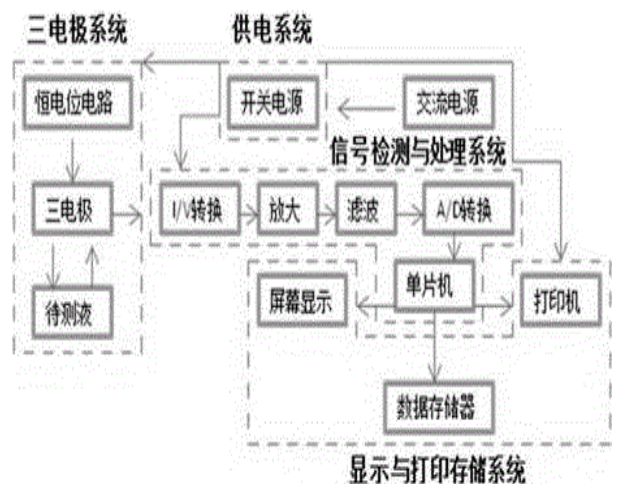 三电极系统
供电系统
恒电位电路
开关电源
交流电源
信号检测与处理系统
三电极
I/V转换
放大
滤波
A/D转换
待测液
屏幕显示
单片机
打印机
数据存储器
显示与打印存储系统